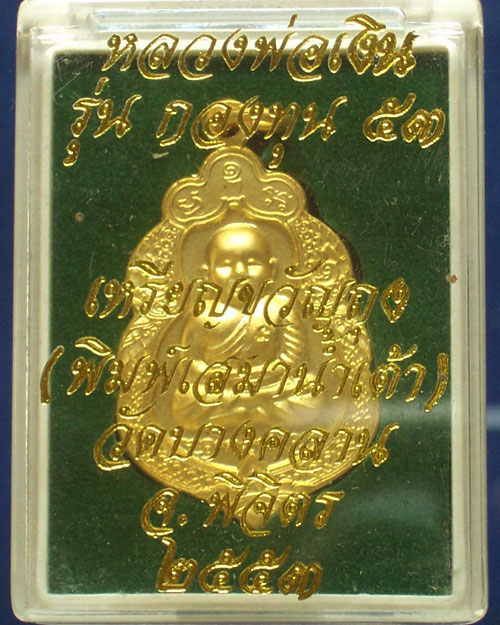 หลวงพ่อเงิน
รุ่น กองทุน ๕๓
เหรียญขวัญถุง
(พิมพ์เสมาน้ำเต้า)
วัดบางคลาน
จ. พิจิตร
๒๕๕๓